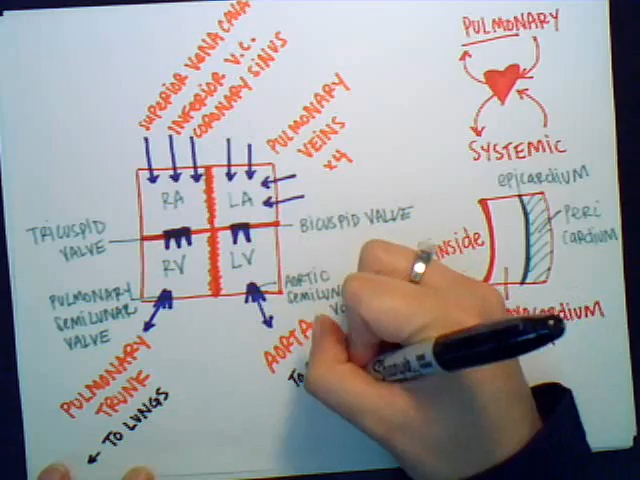 SUPERIOR VENA CAVA
INFERIOR V.C.
CORONARY SINUS
PULMONARY
VEINS
x4
RA
LA
RV
LV
TRICUSPID
VALVE
BICUSPID VALVE
PULMONARY
SEMILUNAR
VALVE
AORTIC
PULMONARY
TRUNK
← TO LUNGS
AORTA
TO
PULMONARY
SYSTEMIC
epicardium
PERI
CARDIUM
inside
Sharpie